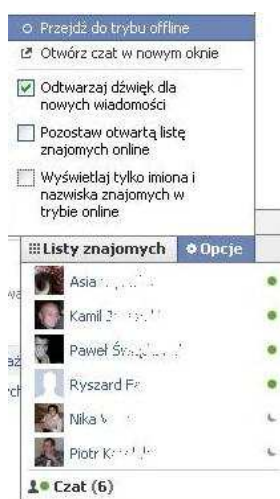 Przejdź do trybu offline
Otwórz czat w nowym oknie
Odtwarzaj dźwięk dla
nowych wiadomości
Pozostaw otwartą listę
znajomych online
Wyświetlaj tylko imiona i
nazwiska znajomych w
trybie online
Listy znajomych Opcje
Asia
Kamil
Paweł
Ryszard
Nika
Piotr
Czat (6)